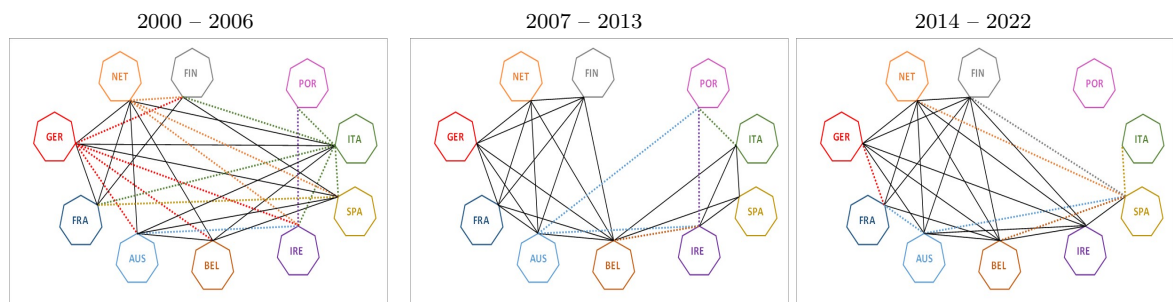 2000 – 2006
2007 – 2013
2014 – 2022
NET
FIN
POR
GER
ITA
FRA
SPA
AUS
BEL
IRE
NET
FIN
POR
GER
ITA
FRA
SPA
AUS
BEL
IRE
NET
FIN
POR
GER
ITA
FRA
SPA
AUS
BEL
IRE